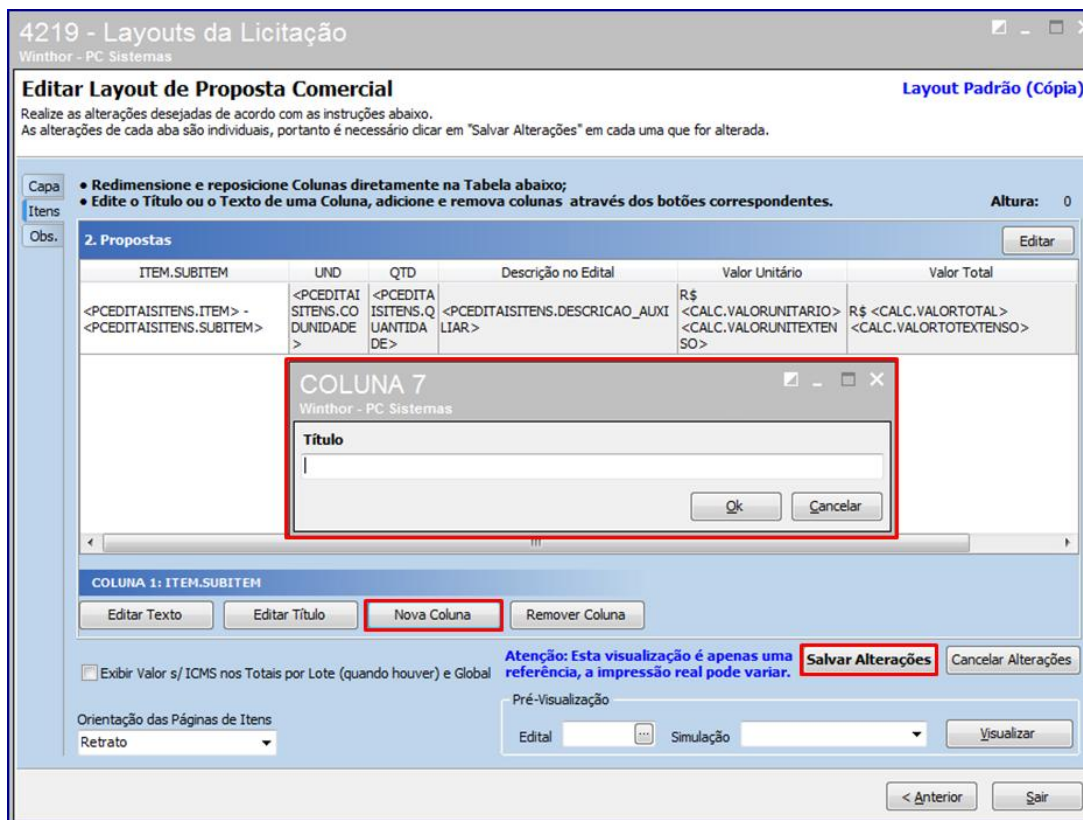 4219 - Layouts da Licitação
Winthor - PC Sistemas
Editar Layout de Proposta Comercial
Layout Padrão (Cópia)
Realize as alterações desejadas de acordo com as instruções abaixo.
As alterações de cada aba são individuais, portanto é necessário clicar em "Salvar Alterações" em cada uma que for alterada.
Capa
Itens
Obs.
• Redimensione e reposicione Colunas diretamente na Tabela abaixo;
• Edite o Título ou o Texto de uma Coluna, adicione e remova colunas através dos botões correspondentes.
Altura: 0
2. Propostas
Editar
ITEM.SUBITEM UND QTD Descrição no Edital Valor Unitário Valor Total
<PCEDITAISITENS.ITEM> -
<PCEDITAISITENS.SUBITEM>
<PCEDITAI
SITENS.CO
DUNIDADE
>
<PCEDITA
ISITENS.Q
UANTIDA
DE>
<PCEDITAISITENS.DESCRICAO_AUXI
LIAR>
R$
<CALC.VALORUNITARIO>
<CALC.VALORUNITEXTEN
SO>
R$ <CALC.VALORTOTAL>
<CALC.VALORTOTEXTENSO>
COLUNA 7
Winthor - PC Sistemas
Título
Ok
Cancelar
COLUNA 1: ITEM.SUBITEM
Editar Texto
Editar Título
Nova Coluna
Remover Coluna
Exibir Valor s/ ICMS nos Totais por Lote (quando houver) e Global
Atenção: Esta visualização é apenas uma
referência, a impressão real pode variar.
Salvar Alterações
Cancelar Alterações
Orientação das Páginas de Itens
Retrato
Pré-Visualização
Edital
...
Simulação
Visualizar
< Anterior
Sair